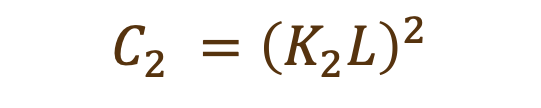 C₂ = (K₂L)²